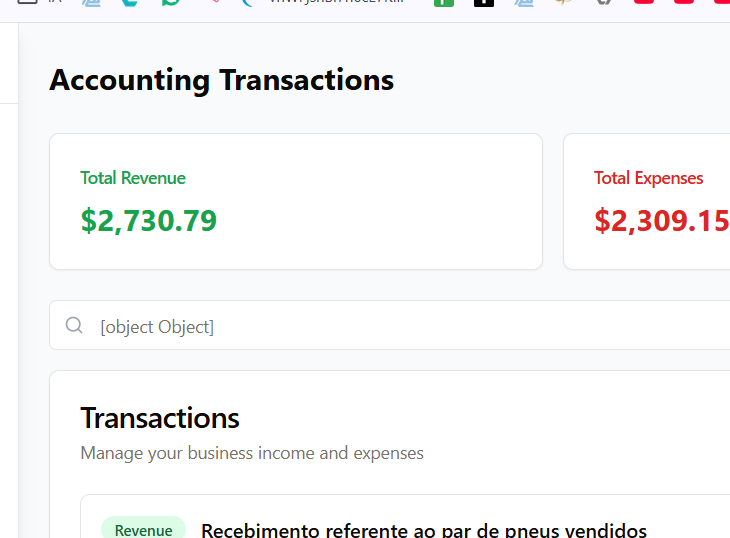 Accounting Transactions
Total Revenue
$2,730.79
Total Expenses
$2,309.15
[object Object]
Transactions
Manage your business income and expenses
Revenue
Recebimento referente ao par de pneus vendidos